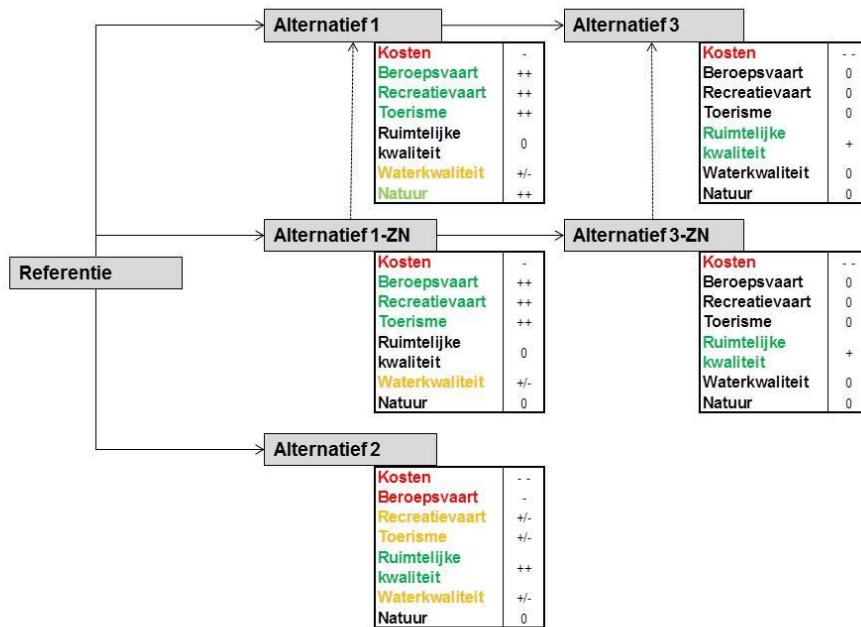 Alternatief 1
Kosten -
Beroepsvaart ++
Recreatievaart ++
Toerisme ++
Ruimtelijke
kwaliteit 0
Waterkwaliteit +/-
Natuur ++
Alternatief 3
Kosten - -
Beroepsvaart 0
Recreatievaart 0
Toerisme 0
Ruimtelijke
kwaliteit +
Waterkwaliteit 0
Natuur 0
Referentie
Alternatief 1-ZN
Kosten -
Beroepsvaart ++
Recreatievaart ++
Toerisme ++
Ruimtelijke
kwaliteit 0
Waterkwaliteit +/-
Natuur 0
Alternatief 3-ZN
Kosten - -
Beroepsvaart 0
Recreatievaart 0
Toerisme 0
Ruimtelijke
kwaliteit +
Waterkwaliteit 0
Natuur 0
Alternatief 2
Kosten - -
Beroepsvaart -
Recreatievaart +/-
Toerisme +/-
Ruimtelijke
kwaliteit ++
Waterkwaliteit +/-
Natuur 0